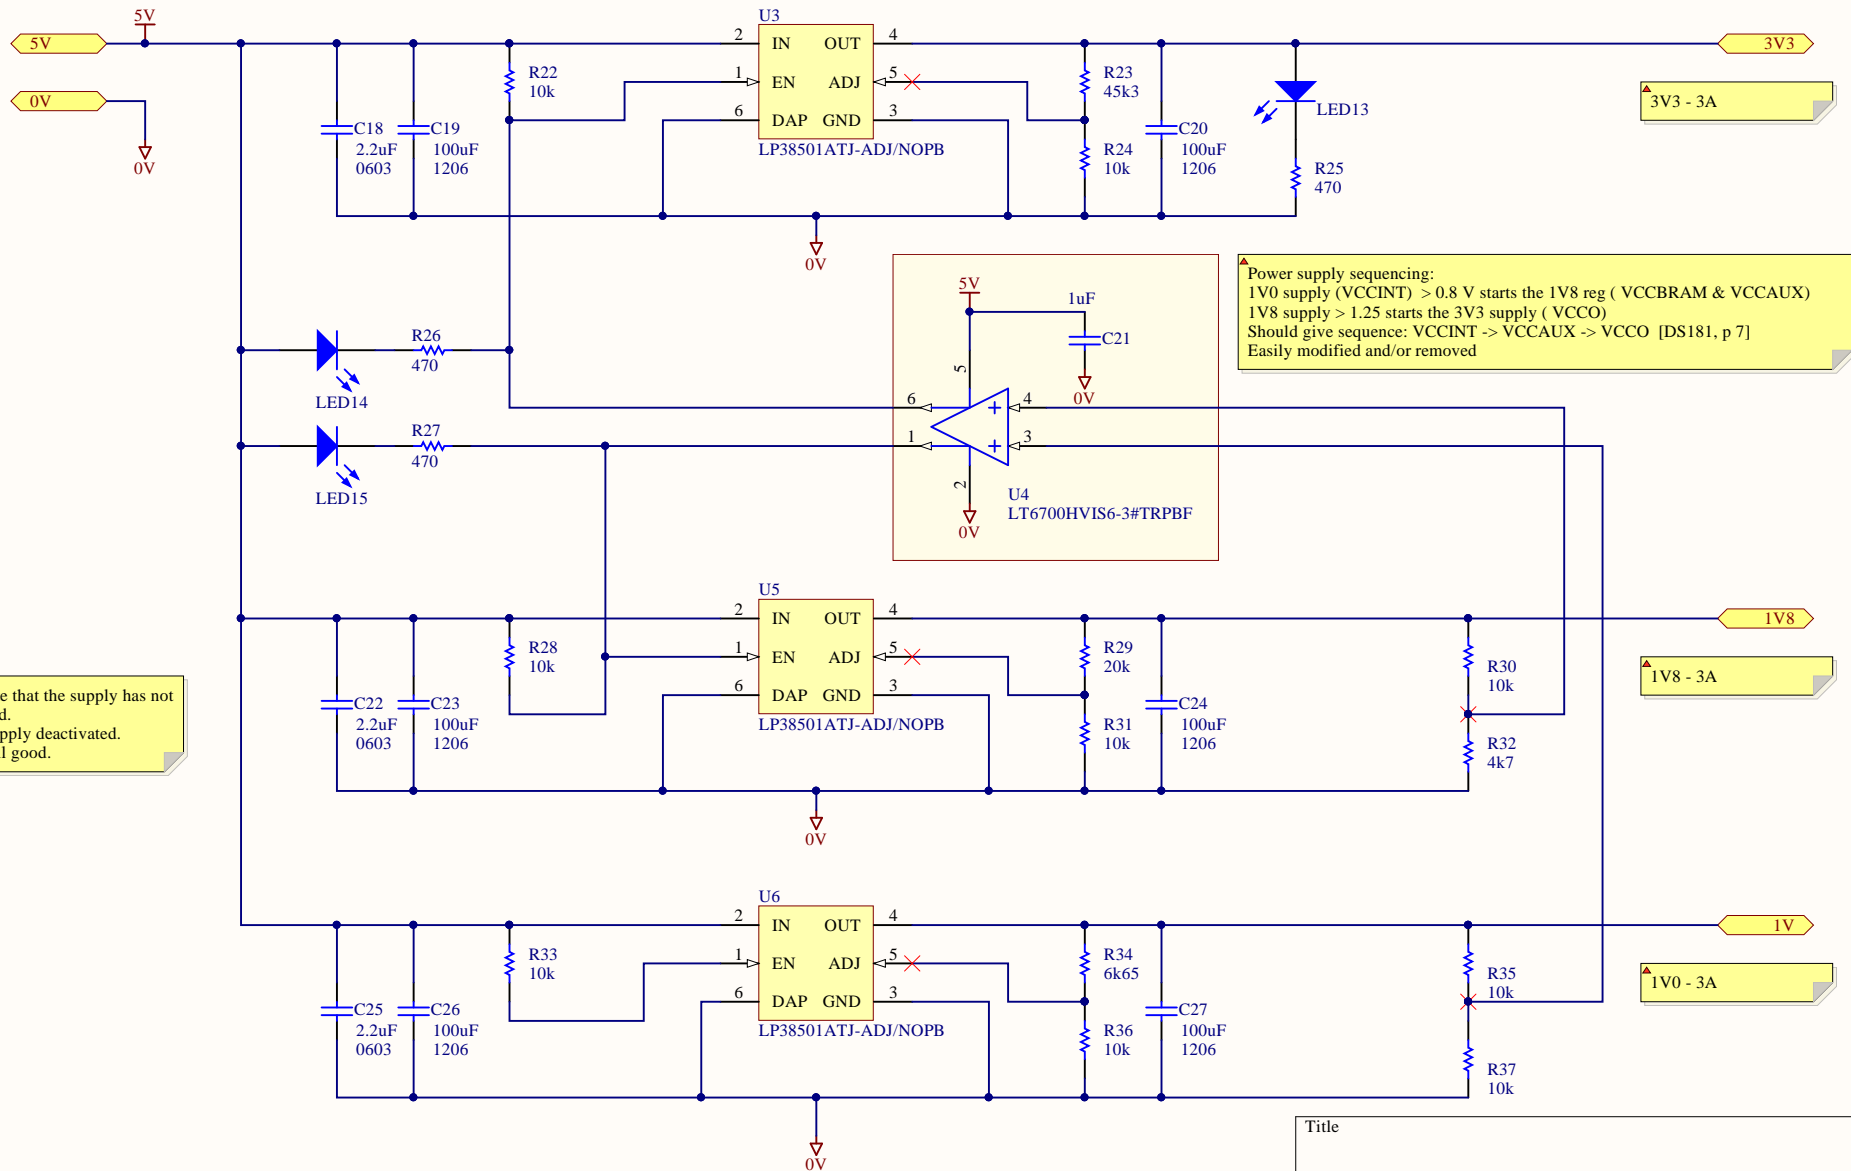 5V
5V
0V
0V
R22
10k
C18
2.2uF
0603
C19
100uF
1206
U3
2
IN
OUT
4
1
EN
ADJ
5
6
DAP
GND
3
LP38501ATJ-ADJ/NOPB
0V
R23
45k3
R24
10k
C20
100uF
1206
LED13
R25
470
3V3
3V3 - 3A
Power supply sequencing:
1V0 supply (VCCINT) > 0.8 V starts the 1V8 reg ( VCCBRAM & VCCAUX)
1V8 supply > 1.25 starts the 3V3 supply ( VCCO)
Should give sequence: VCCINT -> VCCAUX -> VCCO [DS181, p 7]
Easily modified and/or removed
5V
1uF
C21
0V
5
6
+
4
1
+
3
2
0V
U4
LT6700HVIS6-3#TRPBF
R26
470
LED14
R27
470
LED15
e that the supply has not
d.
pply deactivated.
l good.
R28
10k
C22
2.2uF
0603
C23
100uF
1206
U5
2
IN
OUT
4
1
EN
ADJ
5
6
DAP
GND
3
LP38501ATJ-ADJ/NOPB
0V
R29
20k
R31
10k
C24
100uF
1206
R30
10k
R32
4k7
1V8
1V8 - 3A
R33
10k
C25
2.2uF
0603
C26
100uF
1206
U6
2
IN
OUT
4
1
EN
ADJ
5
6
DAP
GND
3
LP38501ATJ-ADJ/NOPB
0V
R34
6k65
R36
10k
C27
100uF
1206
R35
10k
R37
10k
1V
1V0 - 3A
Title